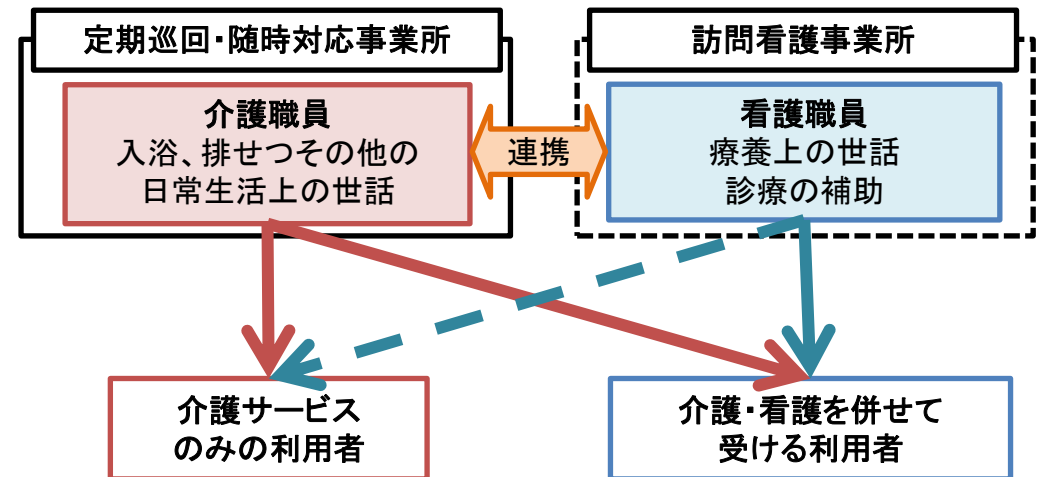 定期巡回・随時対応事業所
訪問看護事業所
介護職員
入浴、排せつその他の
日常生活上の世話
連携
看護職員
療養上の世話
診療の補助
介護サービス
のみの利用者
介護・看護を併せて
受ける利用者